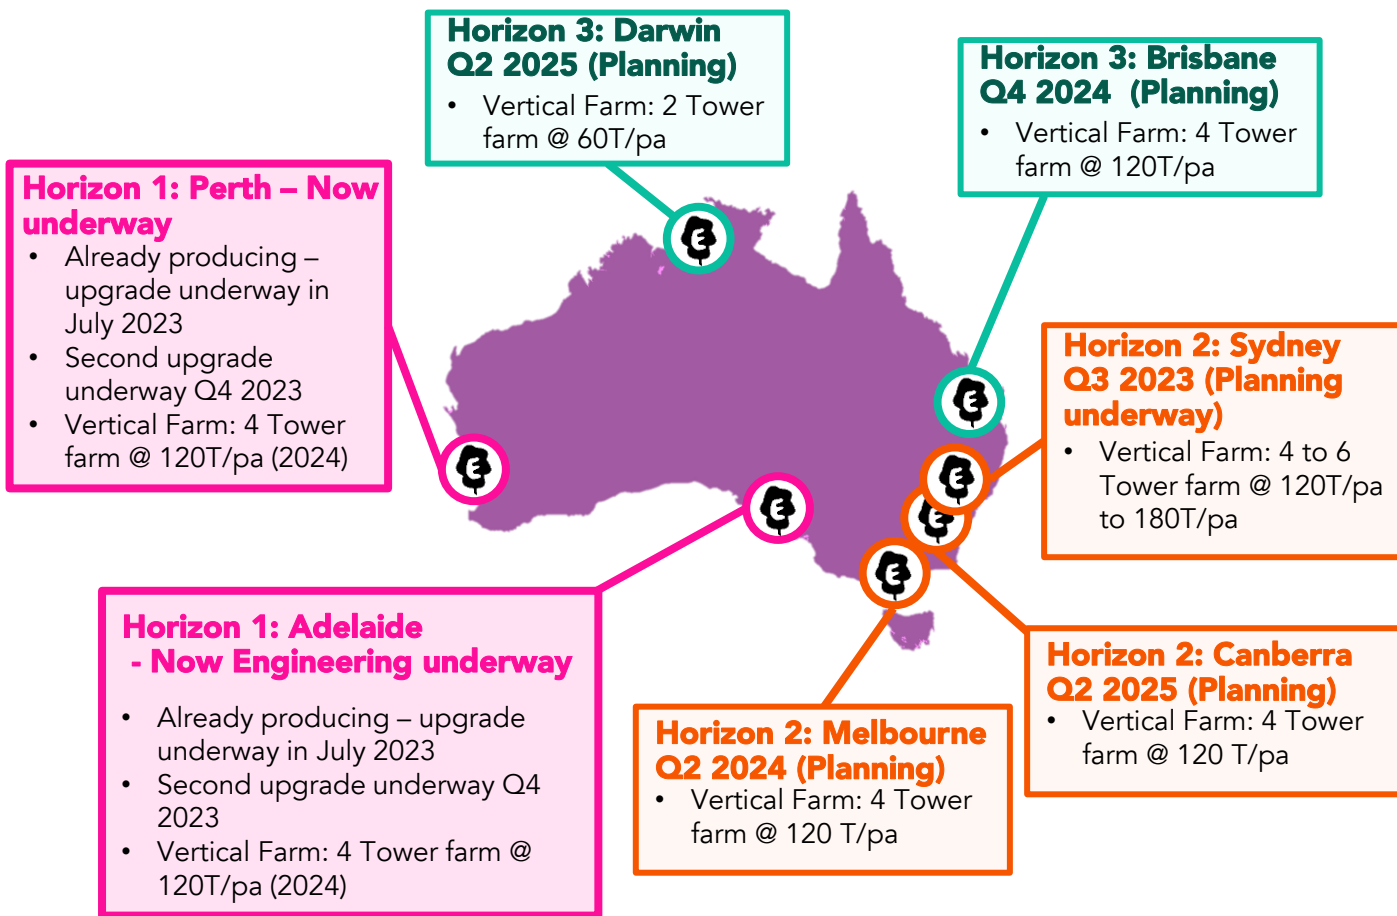 Horizon 3: Darwin
Q2 2025 (Planning)
• Vertical Farm: 2 Tower
farm @ 60T/pa
Horizon 3: Brisbane
Q4 2024 (Planning)
• Vertical Farm: 4 Tower
farm @ 120T/pa
Horizon 1: Perth – Now
underway
• Already producing –
upgrade underway in
July 2023
• Second upgrade
underway Q4 2023
• Vertical Farm: 4 Tower
farm @ 120T/pa (2024)
Horizon 2: Sydney
Q3 2023 (Planning
underway)
• Vertical Farm: 4 to 6
Tower farm @ 120T/pa
to 180T/pa
E
E
E
E
E
E
E
Horizon 1: Adelaide
- Now Engineering underway
• Already producing – upgrade
underway in July 2023
• Second upgrade underway Q4
2023
• Vertical Farm: 4 Tower farm @
120T/pa (2024)
Horizon 2: Melbourne
Q2 2024 (Planning)
• Vertical Farm: 4 Tower
farm @ 120 T/pa
Horizon 2: Canberra
Q2 2025 (Planning)
• Vertical Farm: 4 Tower
farm @ 120 T/pa